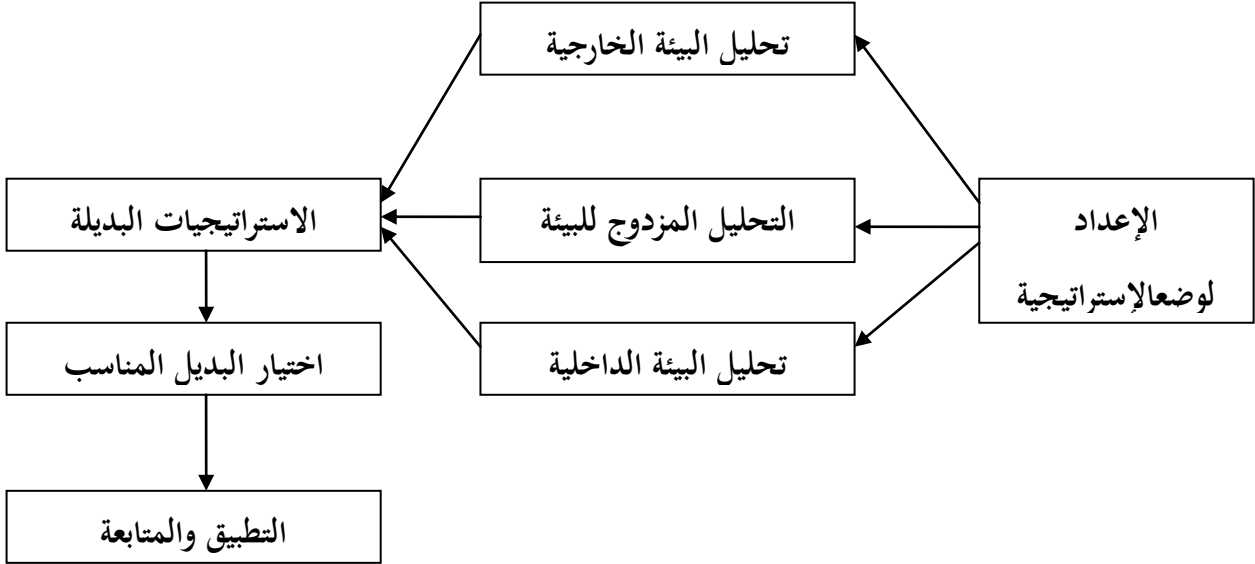 تحليل البيئة الخارجية
الإعداد
لوضعالإستراتيجية
التحليل المزدوج للبيئة
الاستراتيجيات البديلة
تحليل البيئة الداخلية
اختيار البديل المناسب
التطبيق والمتابعة